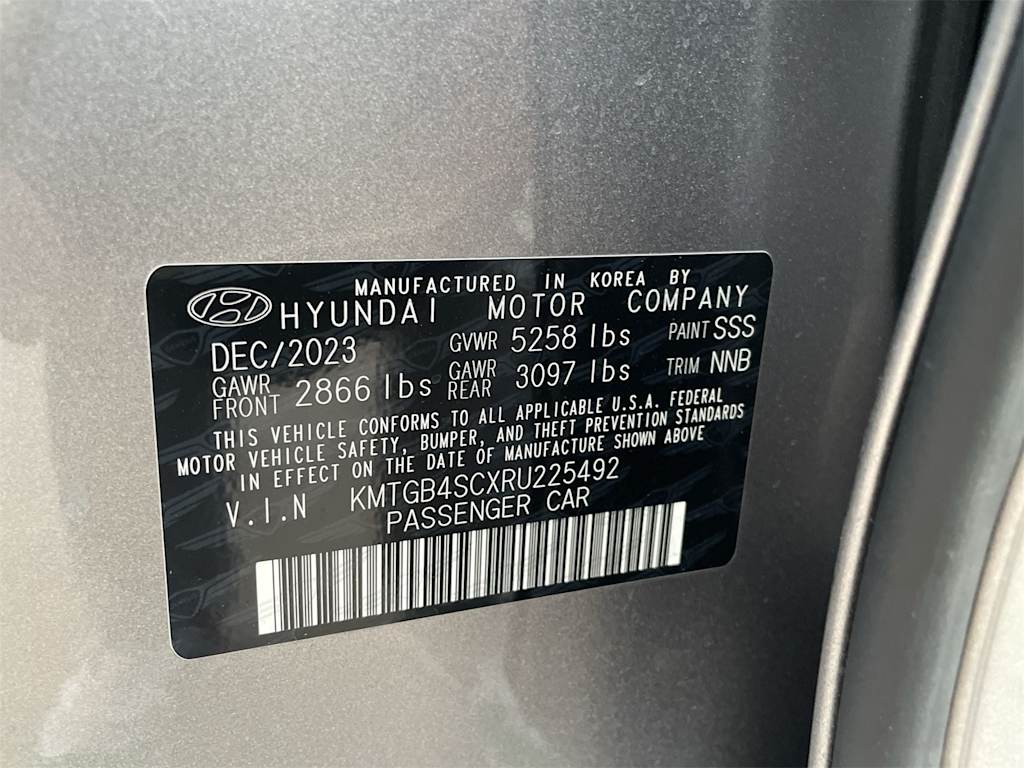 MANUFACTURED IN KOREA BY
HYUNDAI MOTOR COMPANY
DEC/2023 GVWR 5258 lbs PAINT SSS
GAWR FRONT 2866 lbs GAWR REAR 3097 lbs TRIM NNB
THIS VEHICLE CONFORMS TO ALL APPLICABLE U.S.A. FEDERAL
MOTOR VEHICLE SAFETY, BUMPER, AND THEFT PREVENTION STANDARDS
IN EFFECT ON THE DATE OF MANUFACTURE SHOWN ABOVE
V.I.N KMTGB4SCXRU225492
PASSENGER CAR